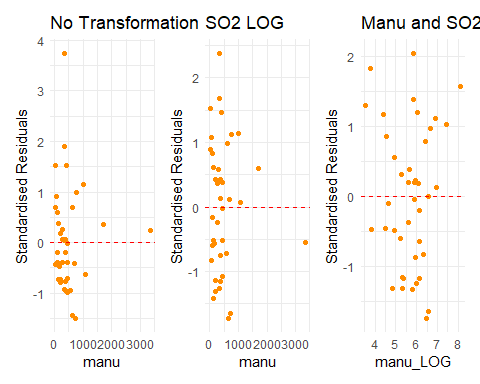 No Transformation SO2 LOG Manu and SO2
Standardised Residuals
4
3
2
1
0
-1
0 1000 2000 3000
manu
Standardised Residuals
2
1
0
-1
0 1000 2000 3000
manu
Standardised Residuals
1
0
-1
4 5 6 7 8
manu_LOG